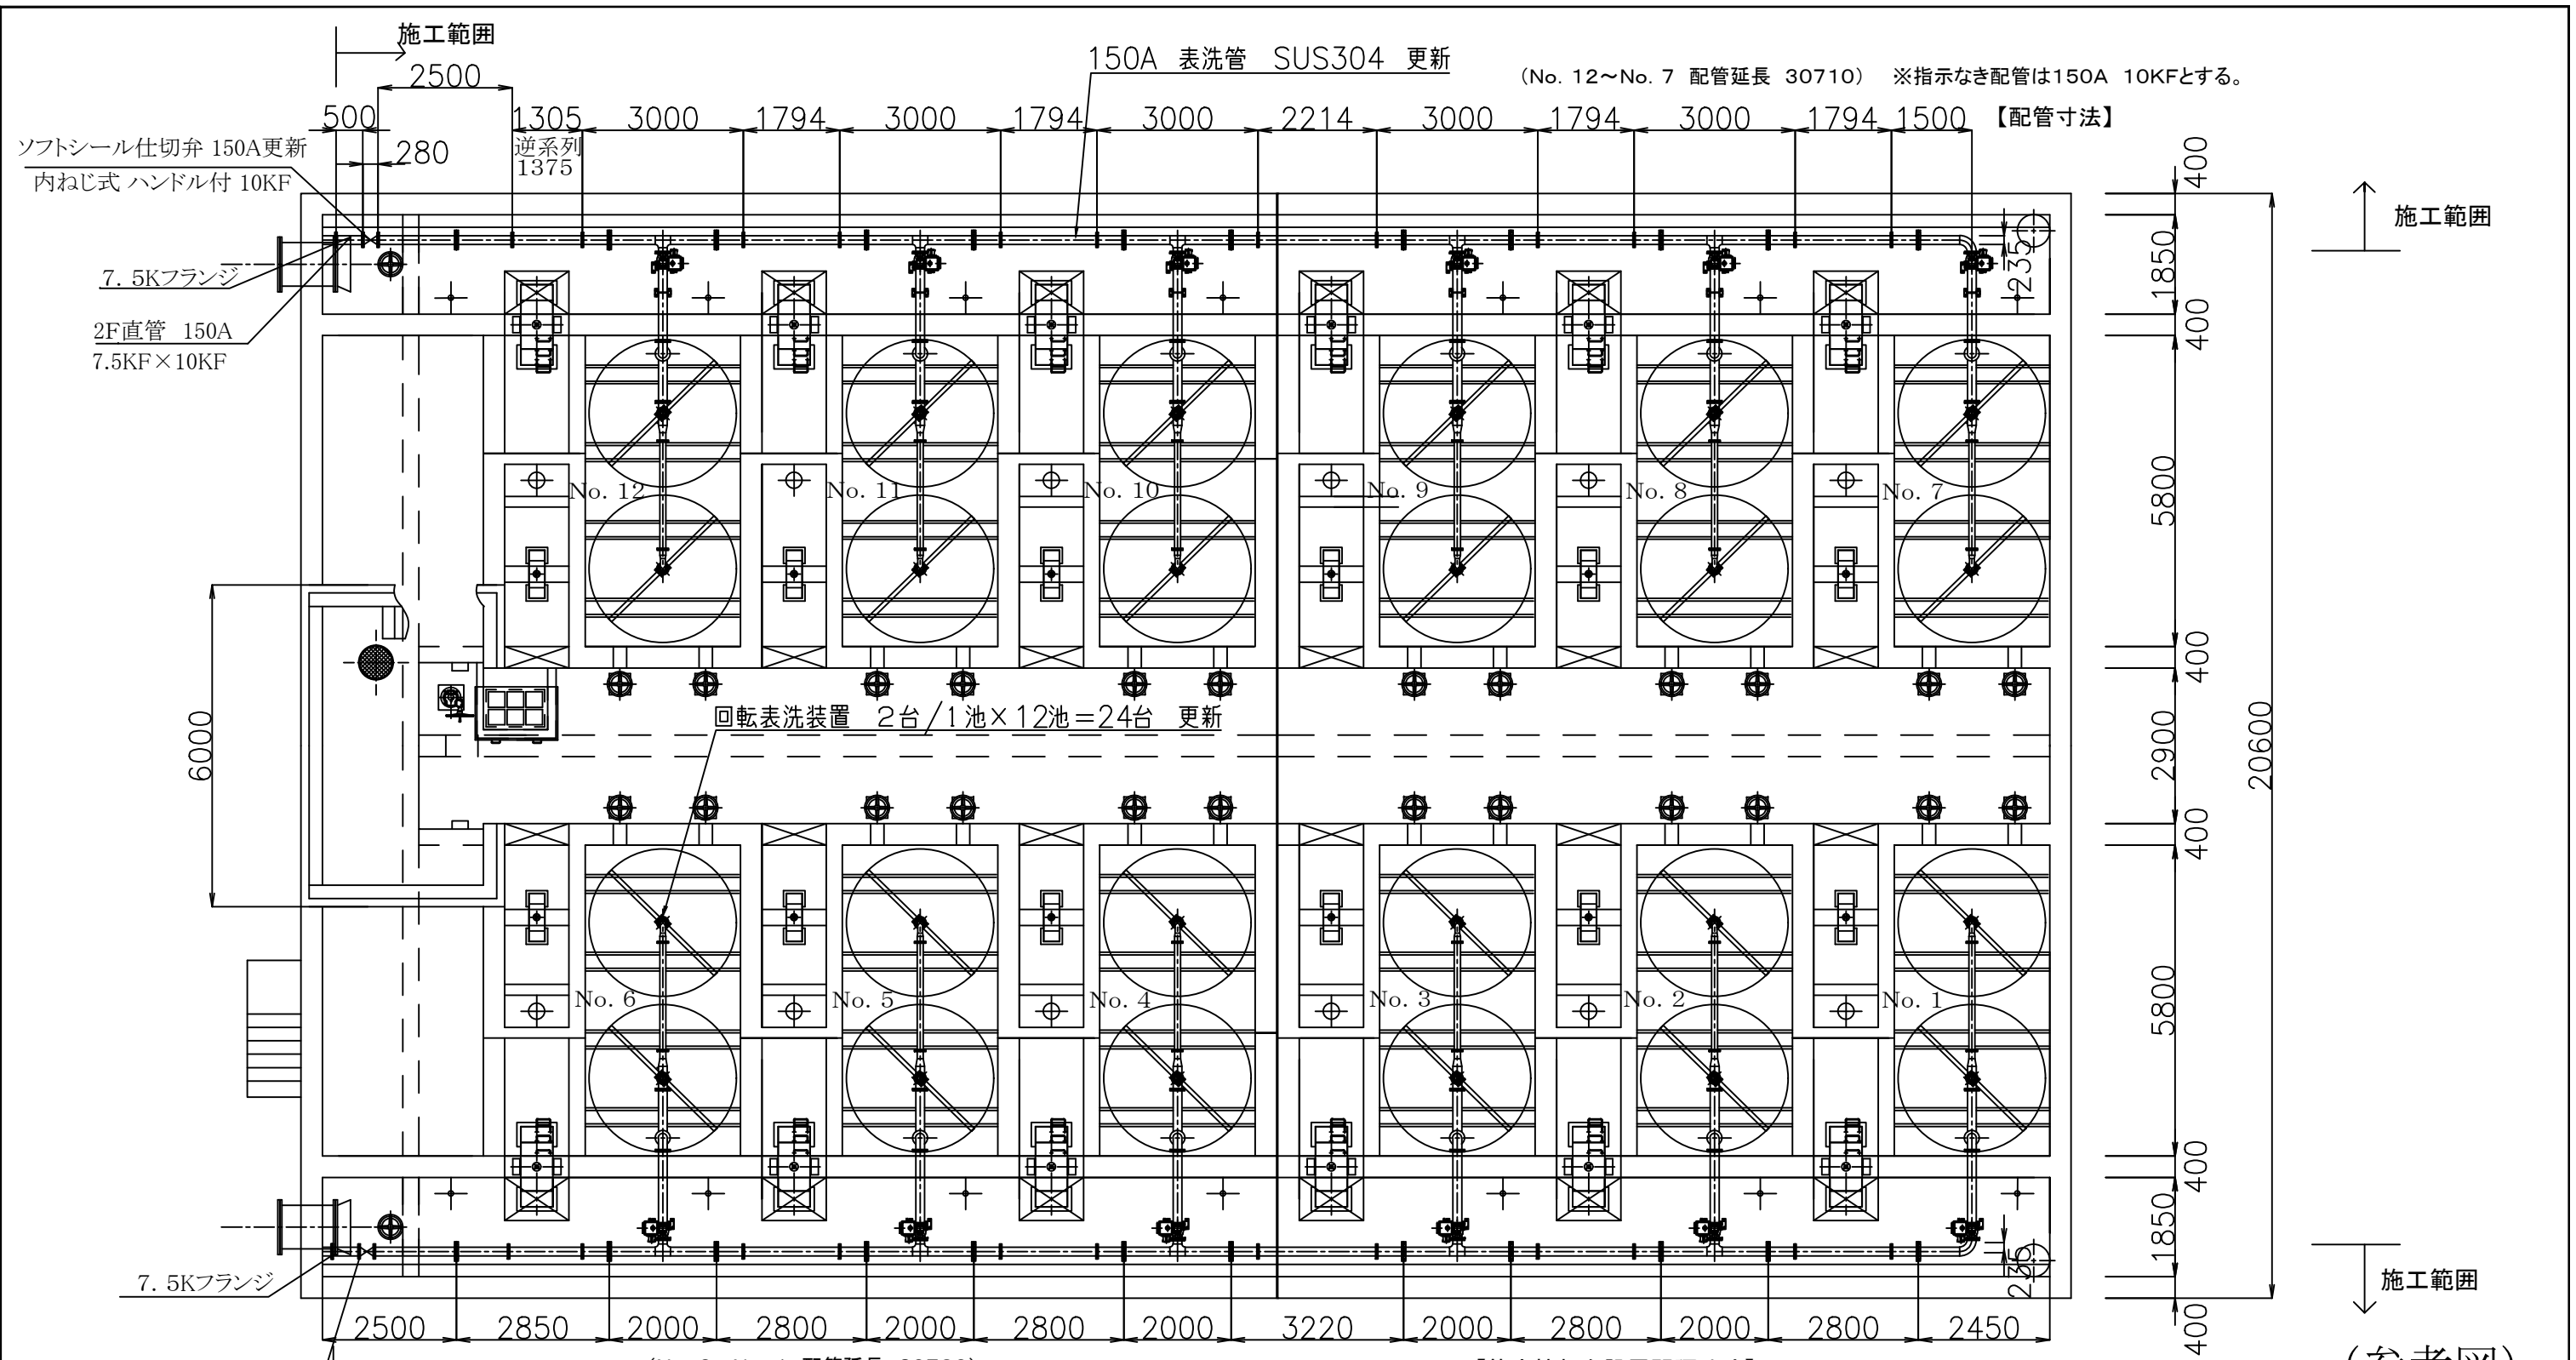 施工範囲
2500
150A 表洗管 SUS304 更新
(No. 12～No. 7 配管延長 30710) ※指示なき配管は150A 10KFとする。
500
1305
3000
1794
3000
1794
3000
2214
3000
1794
3000
1794
1500
【配管寸法】
ソフトシール仕切弁 150A更新
内ねじ式 ハンドル付 10KF
280
逆系列
1375
400
施工範囲
7. 5Kフランジ
235
1850
2F直管 150A
7.5KF×10KF
400
No. 12
No. 11
No. 10
No. 9
No. 8
No. 7
5800
400
回転表洗装置 2台/1池×12池=24台 更新
6000
2900
20600
400
No. 6
No. 5
No. 4
No. 3
No. 2
No. 1
5800
400
7. 5Kフランジ
235
1850
施工範囲
2500
2850
2000
2800
2000
2800
2000
3220
2000
2800
2000
2800
2450
400
(参考図)